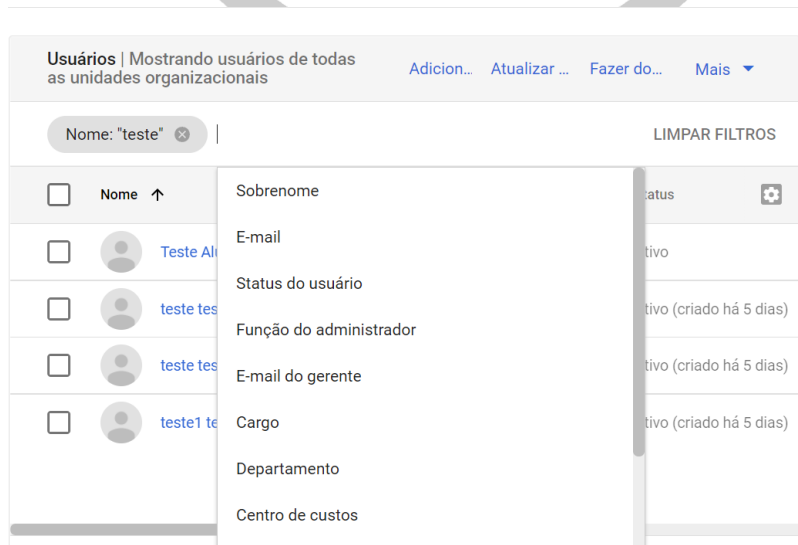 Usuários | Mostrando usuários de todas
as unidades organizacionais
Adicion... Atualizar ... Fazer do... Mais
Nome: "teste"
LIMPAR FILTROS
Nome
Sobrenome
E-mail
Status do usuário
Função do administrador
E-mail do gerente
Cargo
Departamento
Centro de custos
tatus
Teste Al
tivo
teste tes
tivo (criado há 5 dias)
teste tes
tivo (criado há 5 dias)
teste1 te
tivo (criado há 5 dias)